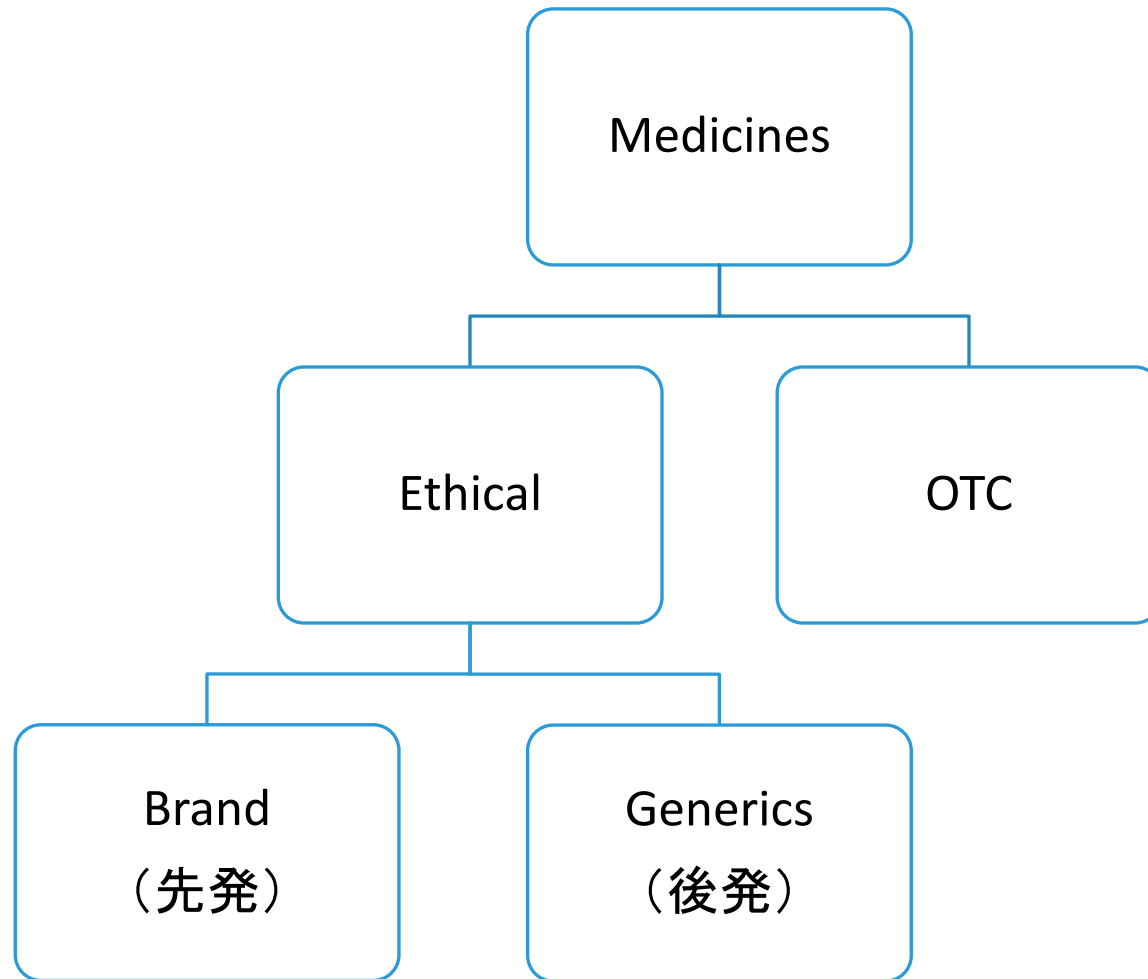 Medicines
Ethical
OTC
Brand
（先発）
Generics
（後発）